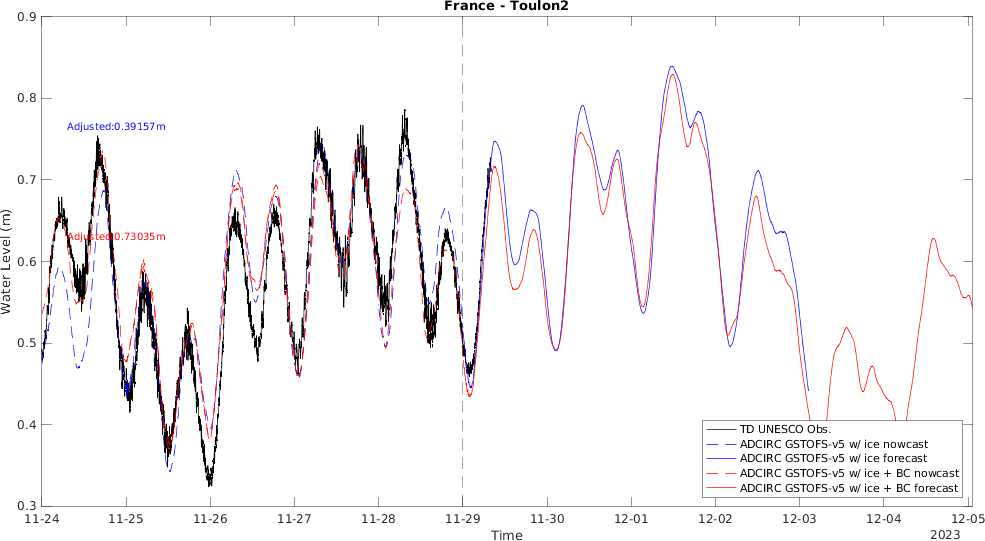 France - Toulon2
0.9
0.8
0.7
0.6
0.5
0.4
0.3
Water Level (m)
Adjusted:0.39157m
Adjusted:0.73035m
TD UNESCO Obs.
ADCIRC GSTOFS-v5 w/ ice nowcast
ADCIRC GSTOFS-v5 w/ ice forecast
ADCIRC GSTOFS-v5 w/ ice + BC nowcast
ADCIRC GSTOFS-v5 w/ ice + BC forecast
11-24 11-25 11-26 11-27 11-28 11-29 11-30 12-01 12-02 12-03 12-04 12-05
Time
2023